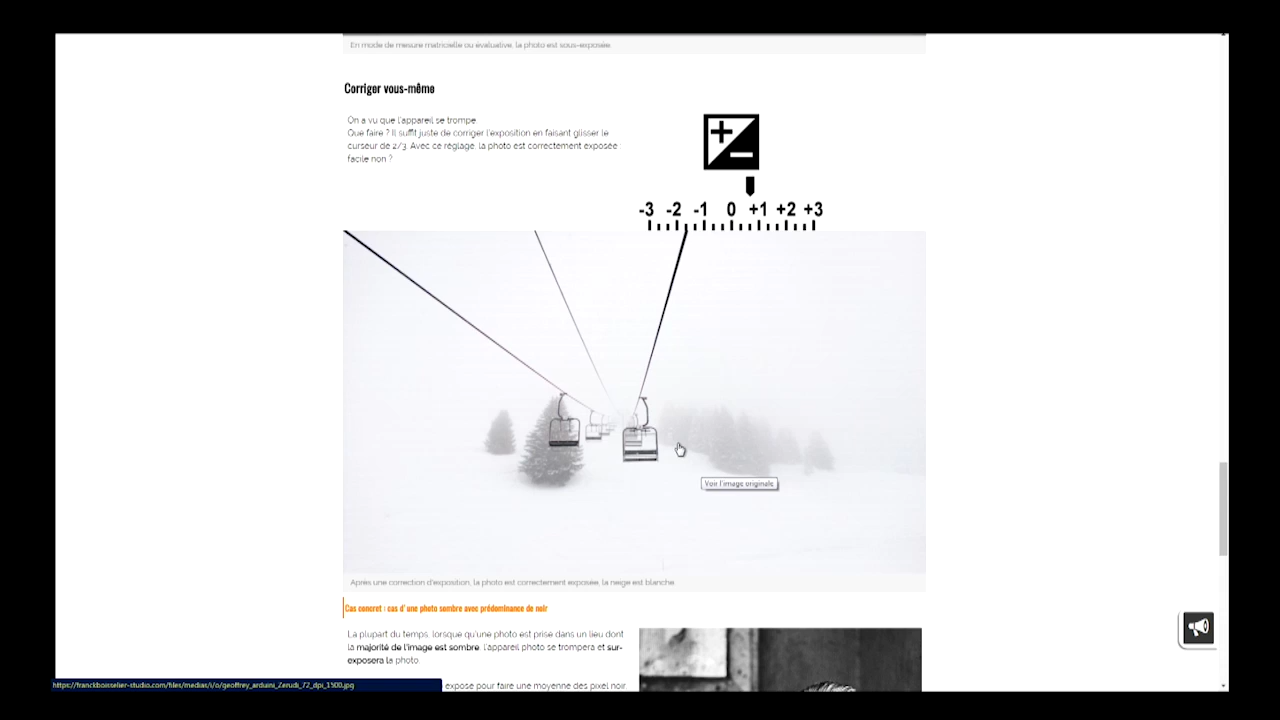 En mode de mesure matricielle ou évaluative, la photo est sous-exposée.
Corriger vous-même
On a vu que l'appareil se trompe.
Que faire ? Il suffit juste de corriger l'exposition en faisant glisser le
curseur de 2/3. Avec ce réglage, la photo est correctement exposée :
facile non ?
-3 -2 -1 0 +1 +2 +3
Voir l'image originale
Après une correction d'exposition, la photo est correctement exposée, la neige est blanche
Cas concret : cas d'une photo sombre avec prédominance de noir
La plupart du temps, lorsque qu'une photo est prise dans un lieu dont
la majorité de l'image est sombre, l'appareil photo se trompera et sur-
exposera la photo.
expose pour faire une moyenne des pixel noir,
https://franckboisselier-studio.com/files/medias/i/o/geoffrey_arduini_Zerudi_72_dpi_1500.jpg